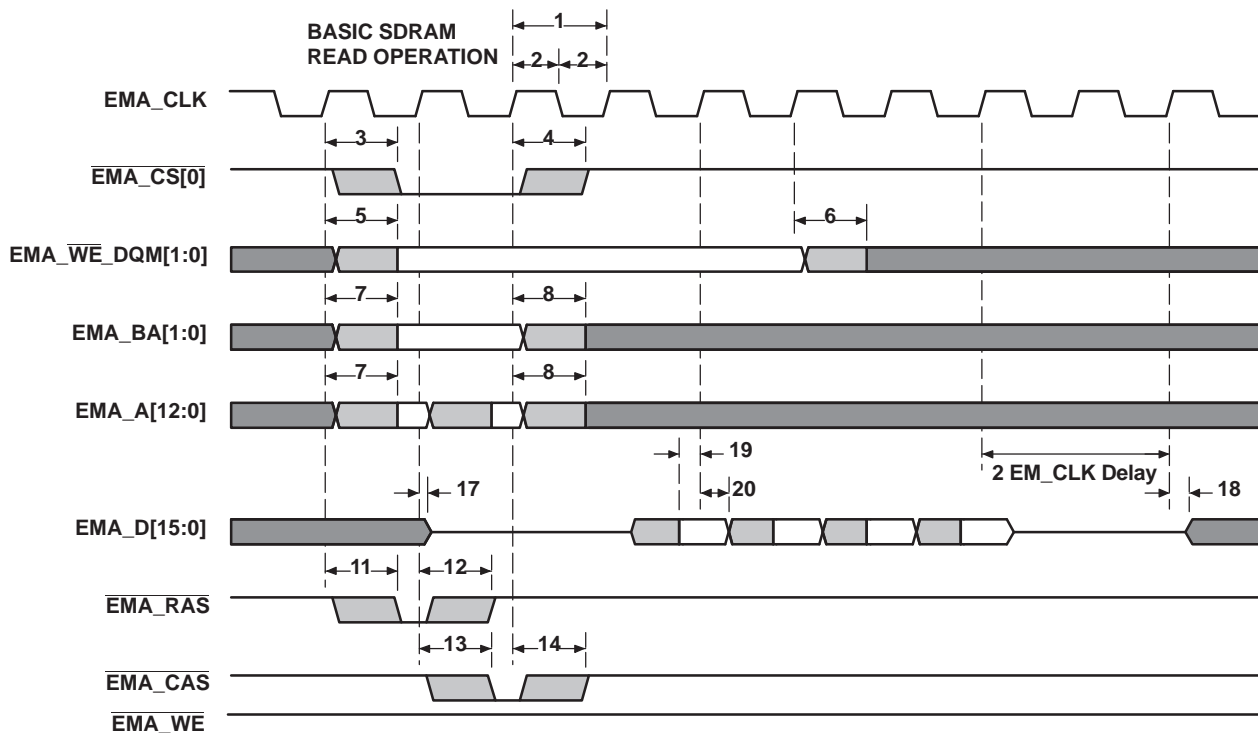 1
BASIC SDRAM
READ OPERATION
2 2
EMA_CLK
3 4
EMA_CS[0]
5 6
EMA_WE_DQM[1:0]
7 8
EMA_BA[1:0]
7 8
EMA_A[12:0]
19
2 EM_CLK Delay
17 20 18
EMA_D[15:0]
11 12
EMA_RAS
13 14
EMA_CAS
EMA_WE